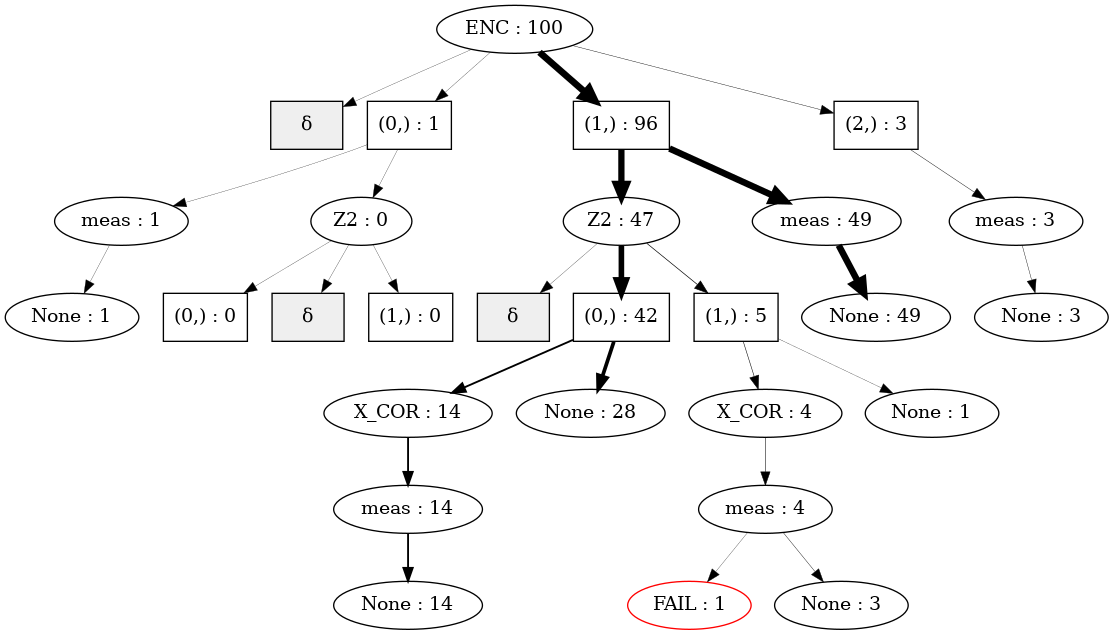 ENC : 100
δ
(0,) : 1
(1,) : 96
(2,) : 3
meas : 1
Z2 : 0
Z2 : 47
meas : 49
meas : 3
None : 1
(0,) : 0
δ
(1,) : 0
δ
(0,) : 42
(1,) : 5
None : 49
None : 3
X_COR : 14
None : 28
X_COR : 4
None : 1
meas : 14
meas : 4
None : 14
FAIL : 1
None : 3